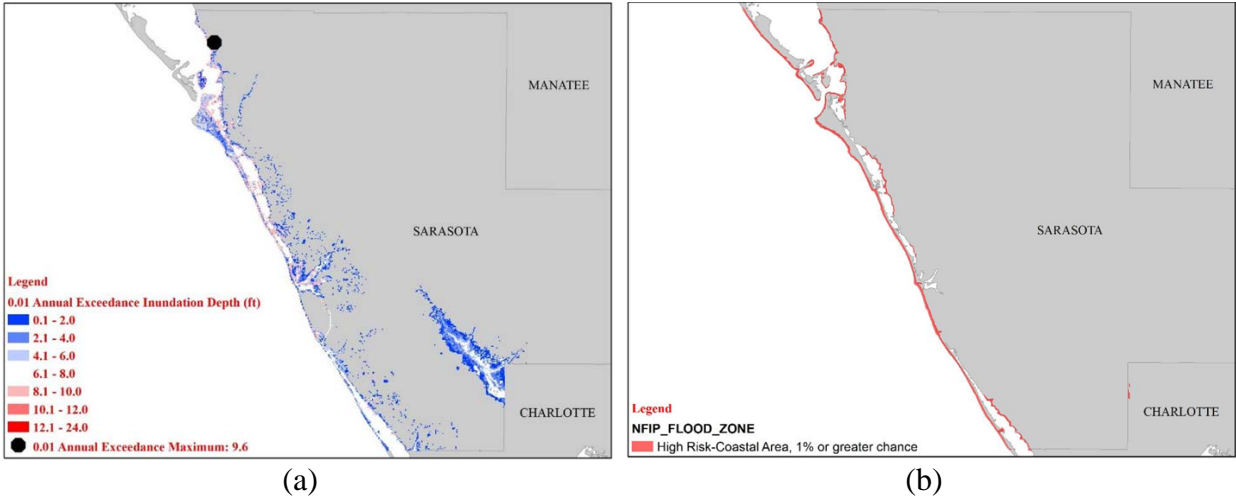 MANATEE
SARASOTA
Legend
0.01 Annual Exceedance Inundation Depth (ft)
0.1 - 2.0
2.1 - 4.0
4.1 - 6.0
6.1 - 8.0
8.1 - 10.0
10.1 - 12.0
12.1 - 24.0
0.01 Annual Exceedance Maximum: 9.6
CHARLOTTE
(a)
MANATEE
SARASOTA
Legend
NFIP_FLOOD_ZONE
High Risk-Coastal Area, 1% or greater chance
CHARLOTTE
(b)